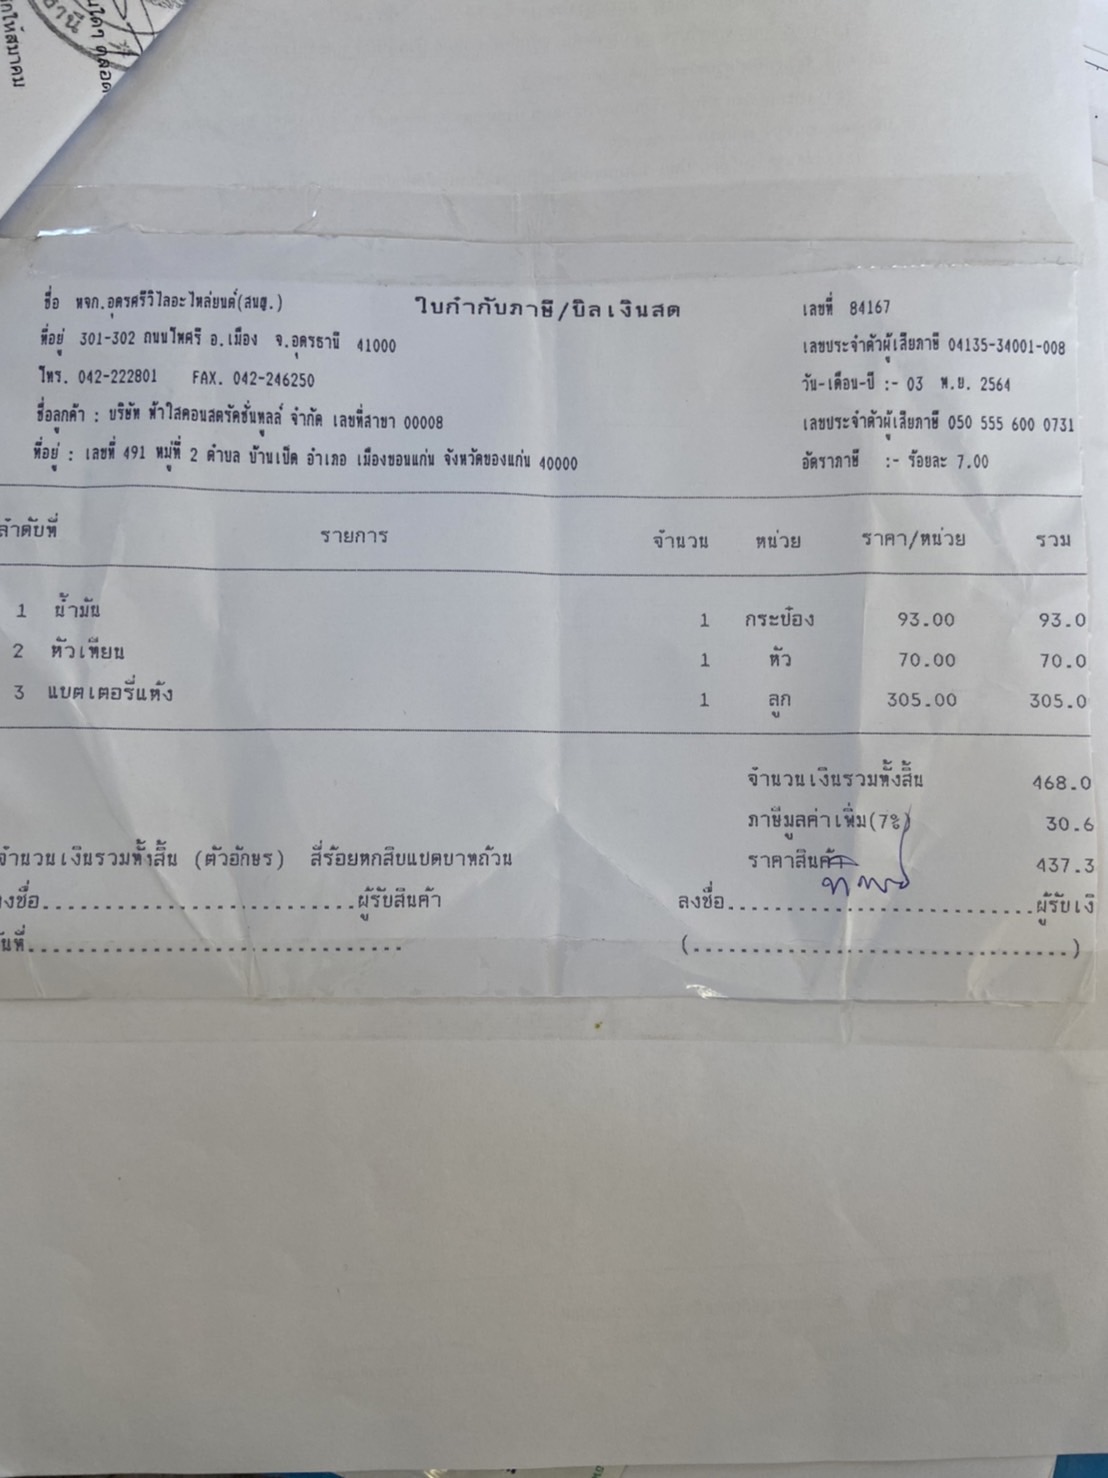 กให้สมาคม
ธานี
ชื่อ หจก.อุดรศรีวิไลอะไหล่ยนต์(สนญ.)
ใบกำกับภาษี/บิลเงินสด
เลขที่ 84167
ที่อยู่ 301-302 ถนนโพศรี อ.เมือง จ.อุดรธานี 41000
เลขประจำตัวผู้เสียภาษี 04135-34001-008
โทร. 042-222801 FAX. 042-246250
วัน-เดือน-ปี :- 03 พ.ย. 2564
ชื่อลูกค้า : บริษัท ฟ้าใสคอนสตรัคชั่นทูลส์ จำกัด เลขที่สาขา 00008
เลขประจำตัวผู้เสียภาษี 050 555 600 0731
ที่อยู่ : เลขที่ 491 หมู่ที่ 2 ตำบล บ้านเป็ด อำเภอ เมืองขอนแก่น จังหวัดขอนแก่น 40000
อัตราภาษี :- ร้อยละ 7.00
ลำดับที่ รายการ จำนวน หน่วย ราคา/หน่วย รวม
1 น้ำมัน 1 กระป๋อง 93.00 93.0
2 หัวเทียน 1 หัว 70.00 70.0
3 แบตเตอรี่แห้ง 1 ลูก 305.00 305.0
จำนวนเงินรวมทั้งสิ้น 468.0
ภาษีมูลค่าเพิ่ม(7%) 30.6
จำนวนเงินรวมทั้งสิ้น (ตัวอักษร) สี่ร้อยหกสิบแปดบาทถ้วน
ราคาสินค้า 437.3
งชื่อ..............................ผู้รับสินค้า
ลงชื่อ..............................ผู้รับเงิ
นที่....................................
(....................................)